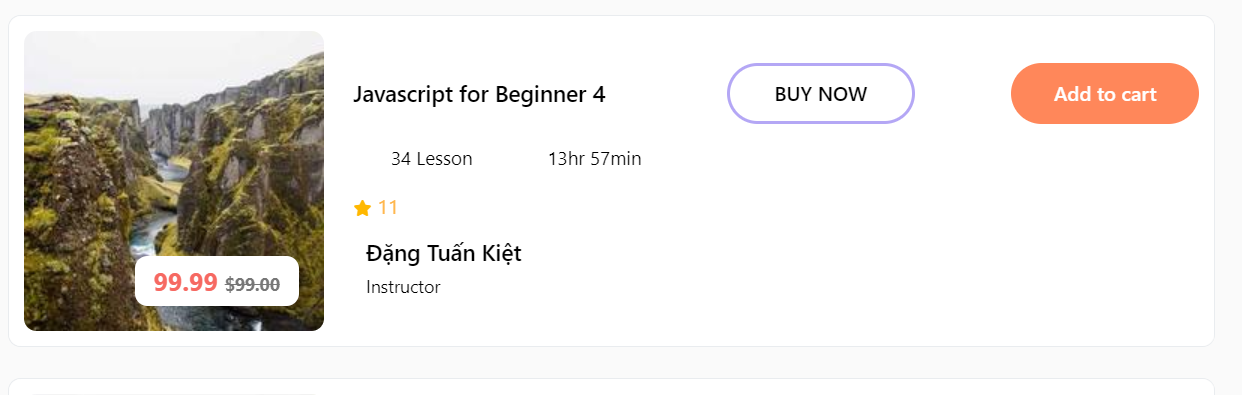 Javascript for Beginner 4
BUY NOW
Add to cart
34 Lesson
13hr 57min
11
Đặng Tuấn Kiệt
Instructor
99.99 $99.00